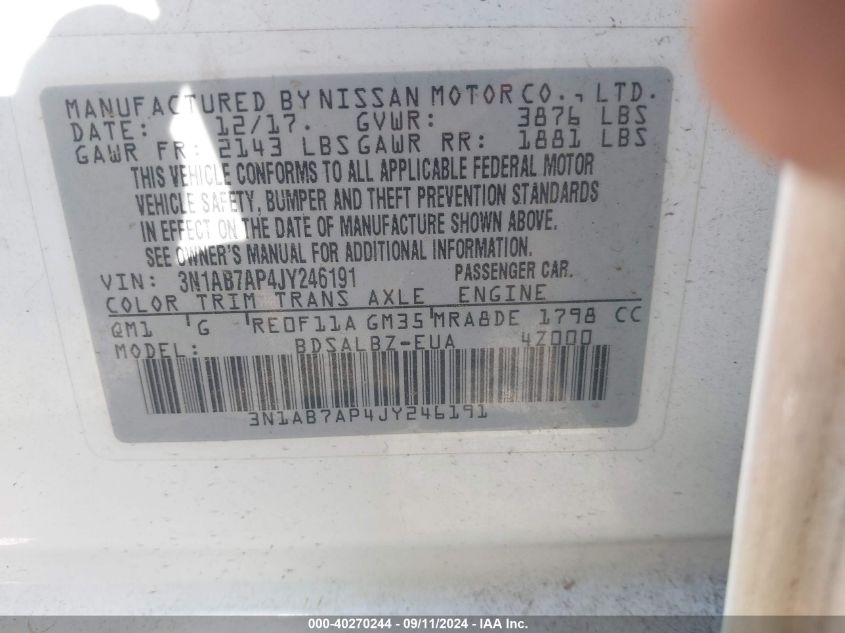 MANUFACTURED BY NISSAN MOTOR CO., LTD.
DATE: 12/17. GVWR: 3876 LBS
GAWR FR: 2143 LBS GAWR RR: 1881 LBS
THIS VEHICLE CONFORMS TO ALL APPLICABLE FEDERAL MOTOR
VEHICLE SAFETY, BUMPER AND THEFT PREVENTION STANDARDS
IN EFFECT ON THE DATE OF MANUFACTURE SHOWN ABOVE.
SEE OWNER'S MANUAL FOR ADDITIONAL INFORMATION.
VIN: 3N1AB7AP4JY246191 PASSENGER CAR.
COLOR TRIM TRANS AXLE ENGINE
QM1 G RE0F11A GM35 MRA8DE 1798 CC
MODEL: BDSALBZ-EUA 4Z000
3N1AB7AP4JY246191
000-40270244 - 09/11/2024 - IAA Inc.